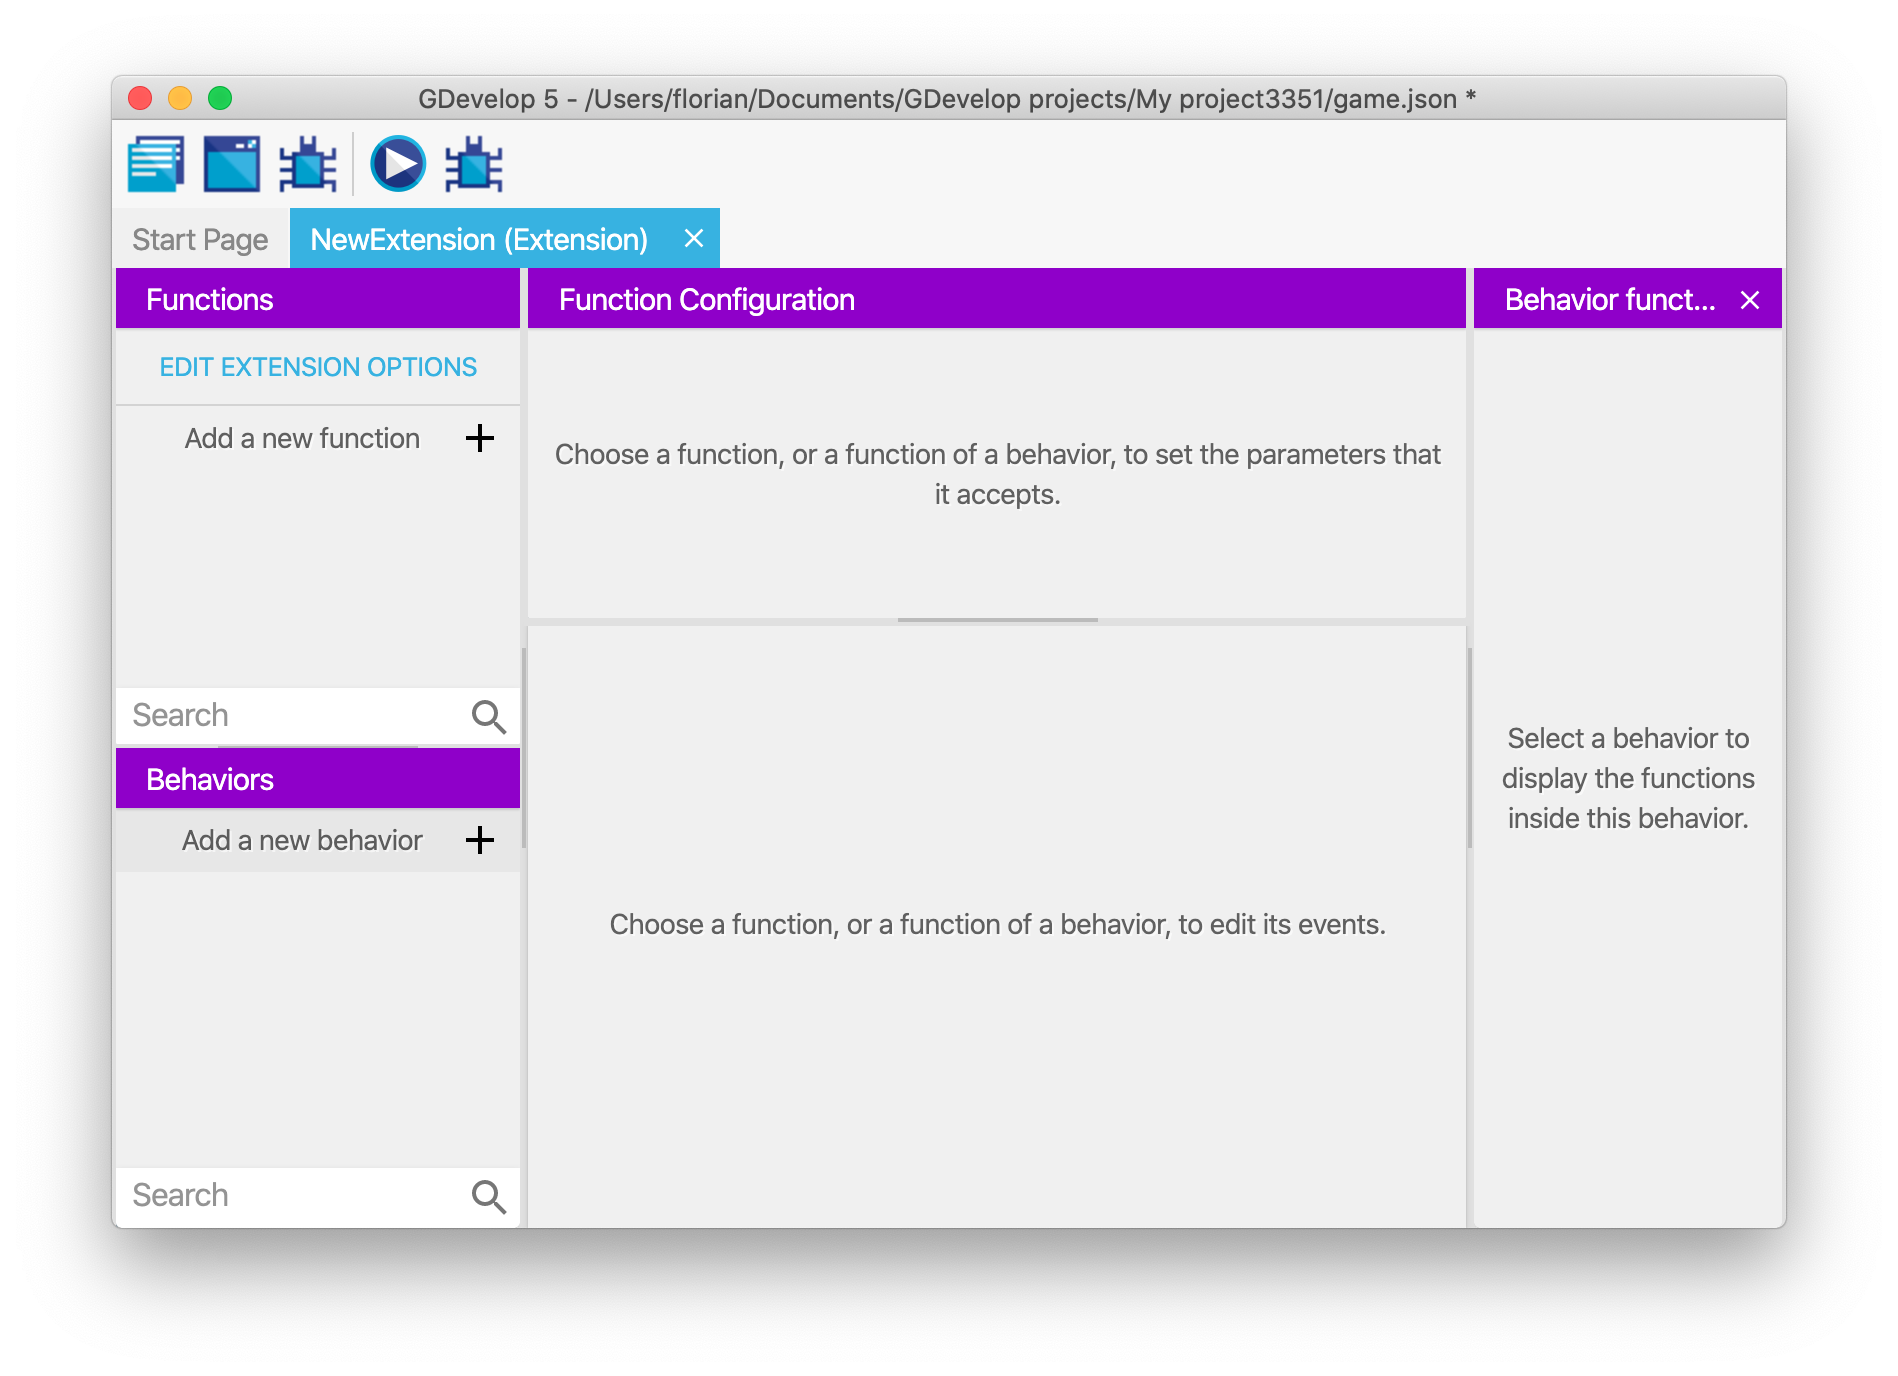 GDevelop 5 - /Users/florian/Documents/GDevelop projects/My project3351/game.json *
Start Page
NewExtension (Extension)
Functions
EDIT EXTENSION OPTIONS
Add a new function
Search
Behaviors
Add a new behavior
Search
Function Configuration
Choose a function, or a function of a behavior, to set the parameters that
it accepts.
Choose a function, or a function of a behavior, to edit its events.
Behavior funct...
Select a behavior to
display the functions
inside this behavior.